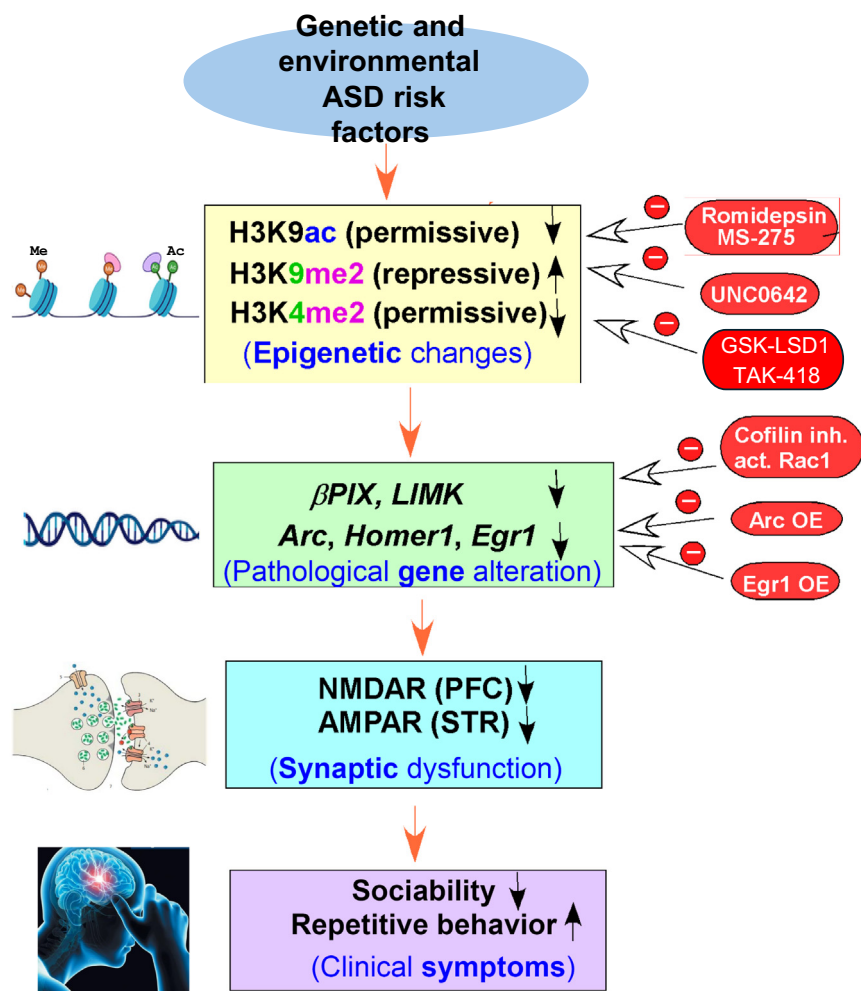 Genetic and
environmental
ASD risk
factors
Me
Ac
H3K9ac (permissive)
H3K9me2 (repressive)
H3K4me2 (permissive)
(Epigenetic changes)
Romidepsin
MS-275
UNC0642
GSK-LSD1
TAK-418
βPIX, LIMK
Arc, Homer1, Egr1
(Pathological gene alteration)
Cofilin inh.
act. Rac1
Arc OE
Egr1 OE
NMDAR (PFC)
AMPAR (STR)
(Synaptic dysfunction)
Sociability
Repetitive behavior
(Clinical symptoms)